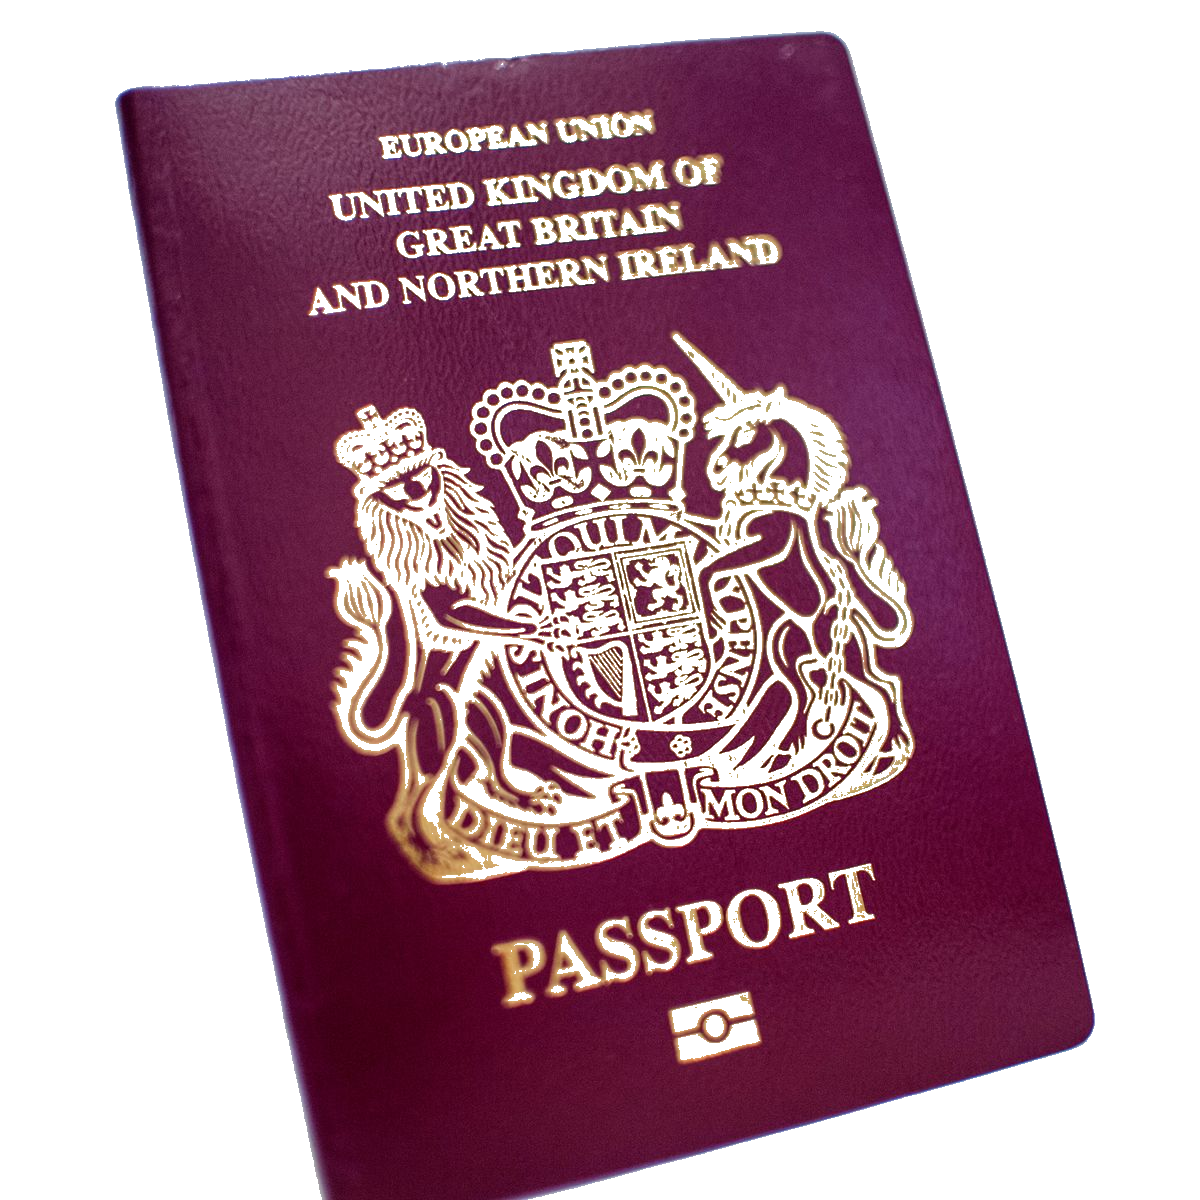 EUROPEAN UNION
UNITED KINGDOM OF
GREAT BRITAIN
AND NORTHERN IRELAND
HONI SOIT QUI MAL Y PENSE
DIEU ET MON DROIT
PASSPORT